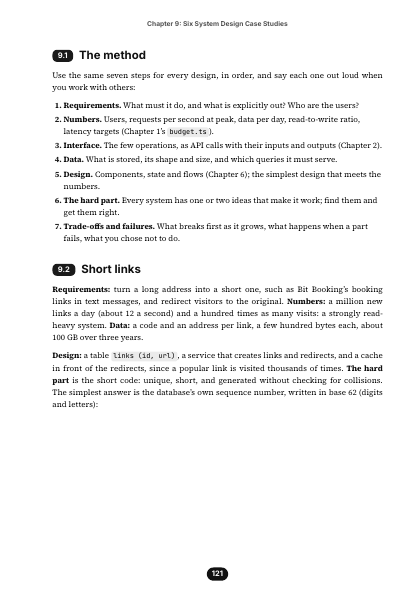 Chapter 9: Six System Design Case Studies
9.1 The method
Use the same seven steps for every design, in order, and say each one out loud when
you work with others:
1. Requirements. What must it do, and what is explicitly out? Who are the users?
2. Numbers. Users, requests per second at peak, data per day, read-to-write ratio,
latency targets (Chapter 1's budget.ts).
3. Interface. The few operations, as API calls with their inputs and outputs (Chapter 2).
4. Data. What is stored, its shape and size, and which queries it must serve.
5. Design. Components, state and flows (Chapter 6); the simplest design that meets the
numbers.
6. The hard part. Every system has one or two ideas that make it work; find them and
get them right.
7. Trade-offs and failures. What breaks first as it grows, what happens when a part
fails, what you chose not to do.
9.2 Short links
Requirements: turn a long address into a short one, such as Bit Booking's booking
links in text messages, and redirect visitors to the original. Numbers: a million new
links a day (about 12 a second) and a hundred times as many visits: a strongly read-
heavy system. Data: a code and an address per link, a few hundred bytes each, about
100 GB over three years.
Design: a table links (id, url), a service that creates links and redirects, and a cache
in front of the redirects, since a popular link is visited thousands of times. The hard
part is the short code: unique, short, and generated without checking for collisions.
The simplest answer is the database's own sequence number, written in base 62 (digits
and letters):
121